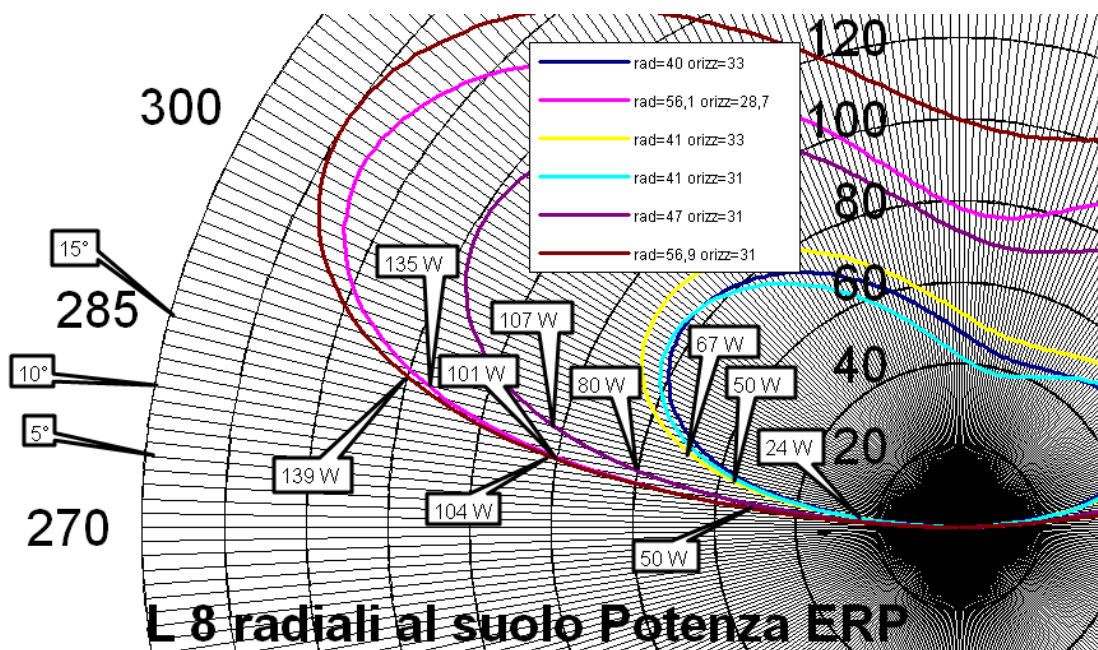 120
rad=40 orizz=33
300
rad=56,1 orizz=28,7
100
rad=41 orizz=33
rad=41 orizz=31
80
rad=47 orizz=31
15°
rad=56,9 orizz=31
135 W
60
285
107 W
67 W
10°
101 W
80 W
50 W
40
5°
24 W
20
139 W
104 W
270
50 W
L 8 radiali al suolo Potenza ERP